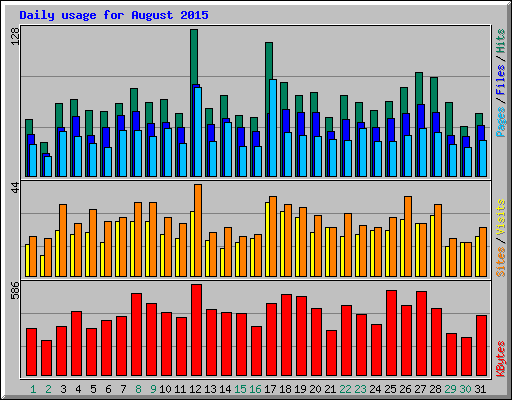 Daily usage for August 2015
128
Pages / Files / Hits
44
Sites / Visits
586
KBytes
1 2 3 4 5 6 7 8 9 10 11 12 13 14 15 16 17 18 19 20 21 22 23 24 25 26 27 28 29 30 31